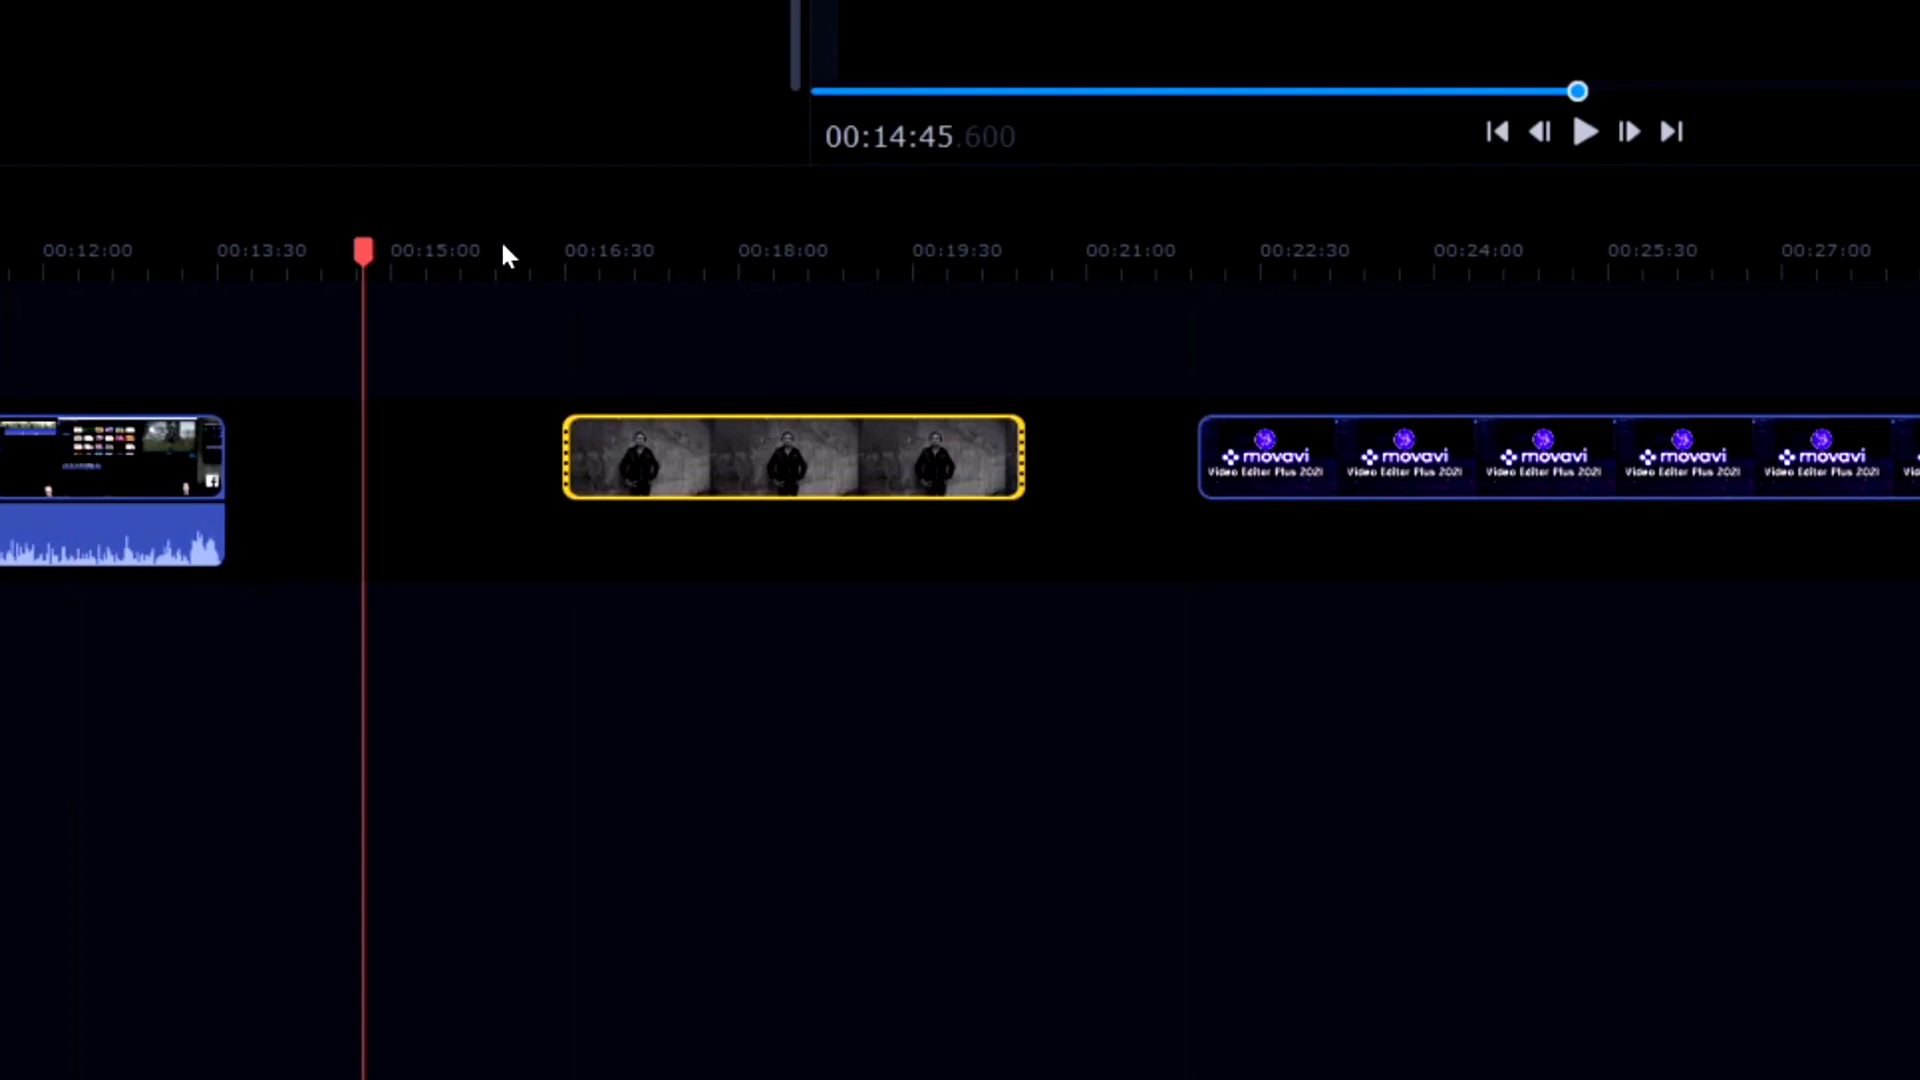 00:14:45.600
00:12:00 00:13:30 00:15:00 00:16:30 00:18:00 00:19:30 00:21:00 00:22:30 00:24:00 00:25:30 00:27:00
movavi movavi movavi movavi movavi
Video Editor Plus 2021 Video Editor Plus 2021 Video Editor Plus 2021 Video Editor Plus 2021 Video Editor Plus 2021